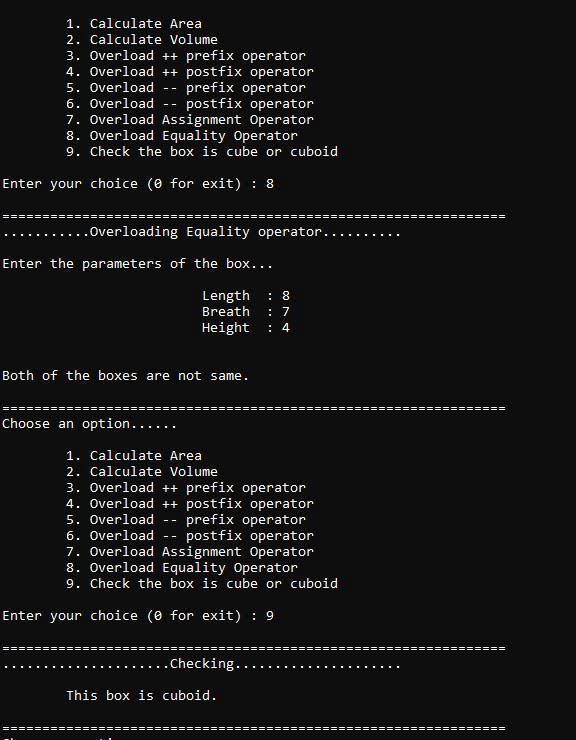 1. Calculate Area
2. Calculate Volume
3. Overload ++ prefix operator
4. Overload ++ postfix operator
5. Overload -- prefix operator
6. Overload -- postfix operator
7. Overload Assignment Operator
8. Overload Equality Operator
9. Check the box is cube or cuboid
Enter your choice (0 for exit) : 8
===============================================================
...........Overloading Equality operator..........
Enter the parameters of the box...
Length  : 8
Breath  : 7
Height  : 4
Both of the boxes are not same.
===============================================================
Choose an option......
1. Calculate Area
2. Calculate Volume
3. Overload ++ prefix operator
4. Overload ++ postfix operator
5. Overload -- prefix operator
6. Overload -- postfix operator
7. Overload Assignment Operator
8. Overload Equality Operator
9. Check the box is cube or cuboid
Enter your choice (0 for exit) : 9
===============================================================
.....................Checking.....................
This box is cuboid.
===============================================================